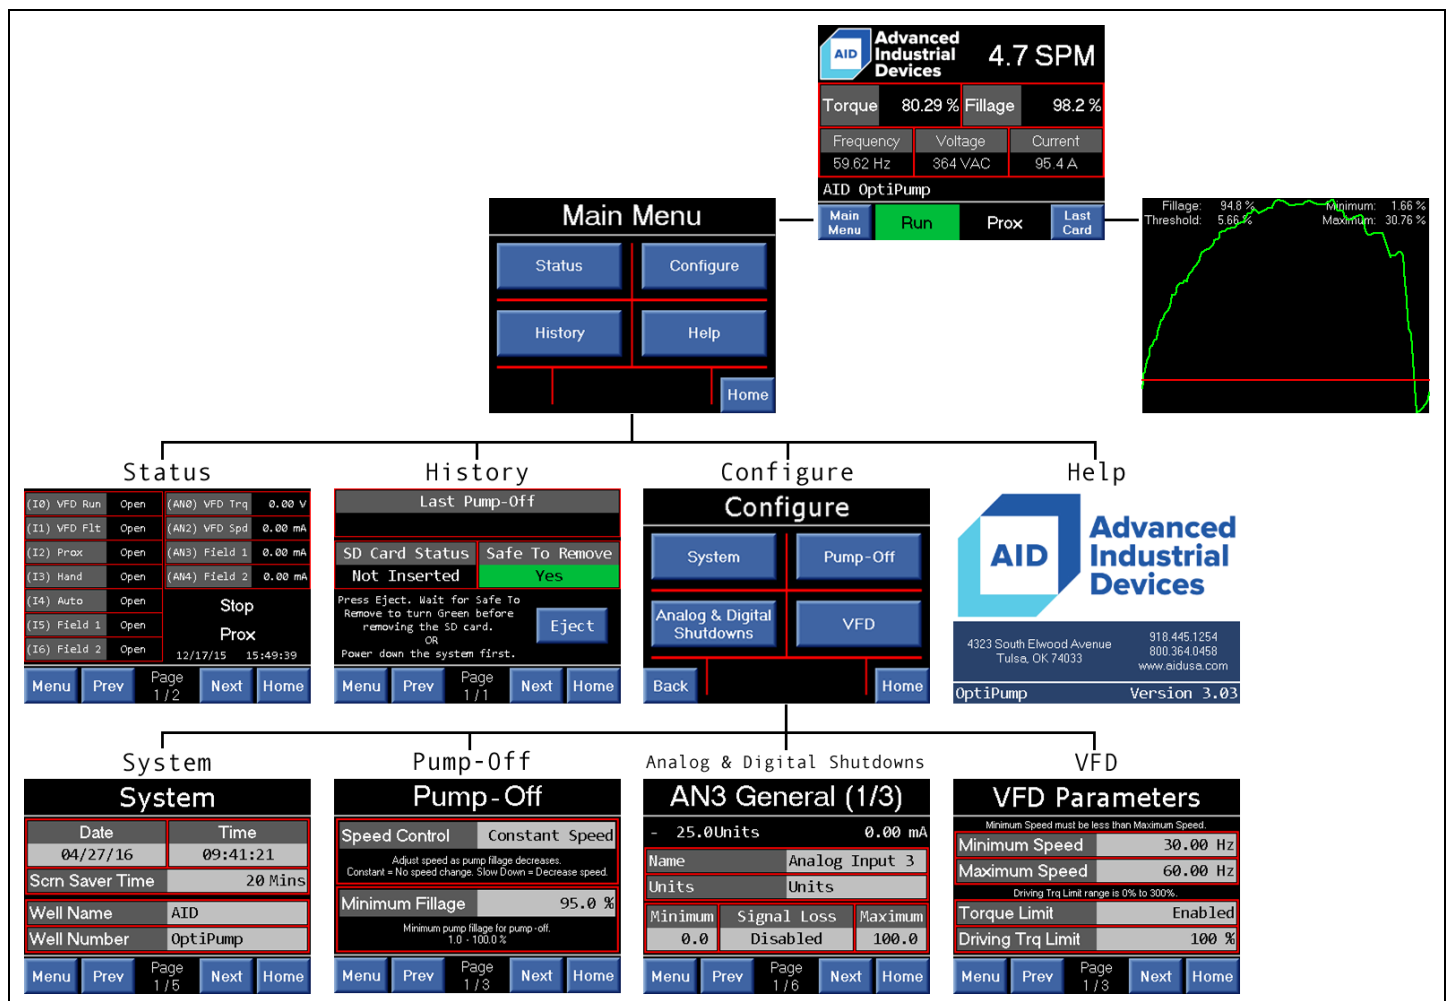 AID
Advanced
Industrial
Devices
4.7 SPM
Torque 80.29 % Fillage 98.2 %
Frequency Voltage Current
59.62 Hz 364 VAC 95.4 A
AID OptiPump
Main
Menu
Run
Prox
Last
Card
Main Menu
Status Configure
History Help
Home
Fillage: 94.8 % Minimum: 1.66 %
Threshold: 5.66 % Maximum: 30.76 %
Status
(I0) VFD Run Open (AN0) VFD Trq 0.00 V
(I1) VFD Flt Open (AN2) VFD Spd 0.00 mA
(I2) Prox Open (AN3) Field 1 0.00 mA
(I3) Hand Open (AN4) Field 2 0.00 mA
(I4) Auto Open
Stop
(I5) Field 1 Open
Prox
(I6) Field 2 Open
12/17/15 15:49:39
Menu Prev Page 1/2 Next Home
History
Last Pump-Off
SD Card Status Safe To Remove
Not Inserted Yes
Press Eject. Wait for Safe To
Remove to turn Green before
removing the SD card.
OR
Power down the system first.
Eject
Menu Prev Page 1/1 Next Home
Configure
Configure
System Pump-Off
Analog & Digital
Shutdowns
VFD
Back Home
Help
AID
Advanced
Industrial
Devices
4323 South Elwood Avenue
Tulsa, OK 74033
918.445.1254
800.364.0458
www.aidusa.com
OptiPump Version 3.03
System
System
Date Time
04/27/16 09:41:21
Scrn Saver Time 20 Mins
Well Name AID
Well Number OptiPump
Menu Prev Page 1/5 Next Home
Pump-Off
Pump-Off
Speed Control Constant Speed
Adjust speed as pump fillage decreases.
Constant = No speed change. Slow Down = Decrease speed.
Minimum Fillage 95.0 %
Minimum pump fillage for pump-off.
1.0 - 100.0 %
Menu Prev Page 1/3 Next Home
Analog & Digital Shutdowns
AN3 General (1/3)
- 25.0Units 0.00 mA
Name Analog Input 3
Units Units
Minimum Signal Loss Maximum
0.0 Disabled 100.0
Menu Prev Page 1/6 Next Home
VFD
VFD Parameters
Minimum Speed must be less than Maximum Speed.
Minimum Speed 30.00 Hz
Maximum Speed 60.00 Hz
Driving Trq Limit range is 0% to 300%.
Torque Limit Enabled
Driving Trq Limit 100 %
Menu Prev Page 1/3 Next Home